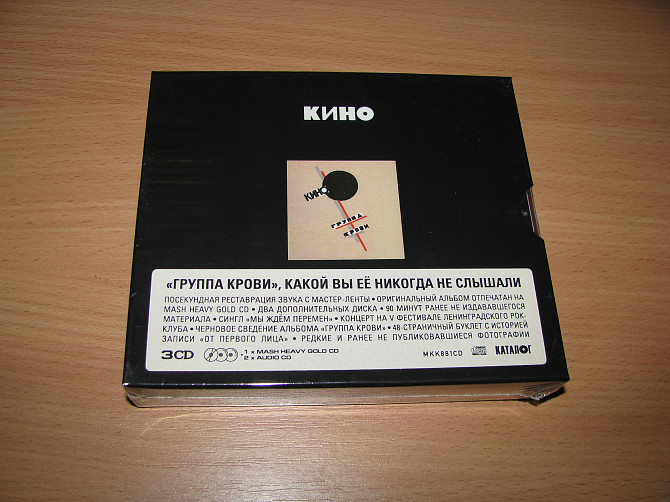 КИНО
КИНО
ГРУППА
КРОВИ
«ГРУППА КРОВИ», КАКОЙ ВЫ ЕЁ НИКОГДА НЕ СЛЫШАЛИ
ПОСЕКУНДНАЯ РЕСТАВРАЦИЯ ЗВУКА С МАСТЕР-ЛЕНТЫ • ОРИГИНАЛЬНЫЙ АЛЬБОМ ОТПЕЧАТАН НА
MASH HEAVY GOLD CD • ДВА ДОПОЛНИТЕЛЬНЫХ ДИСКА • 90 МИНУТ РАНЕЕ НЕ ИЗДАВАВШЕГОСЯ
МАТЕРИАЛА • СИНГЛ «МЫ ЖДЁМ ПЕРЕМЕН» • КОНЦЕРТ НА V ФЕСТИВАЛЕ ЛЕНИНГРАДСКОГО РОК-
КЛУБА • ЧЕРНОВОЕ СВЕДЕНИЕ АЛЬБОМА «ГРУППА КРОВИ» • 48-СТРАНИЧНЫЙ БУКЛЕТ С ИСТОРИЕЙ
ЗАПИСИ «ОТ ПЕРВОГО ЛИЦА» • РЕДКИЕ И РАНЕЕ НЕ ПУБЛИКОВАВШИЕСЯ ФОТОГРАФИИ
3CD • 1 x MASH HEAVY GOLD CD MKK881CD КАТАЛОГ
2 x AUDIO CD